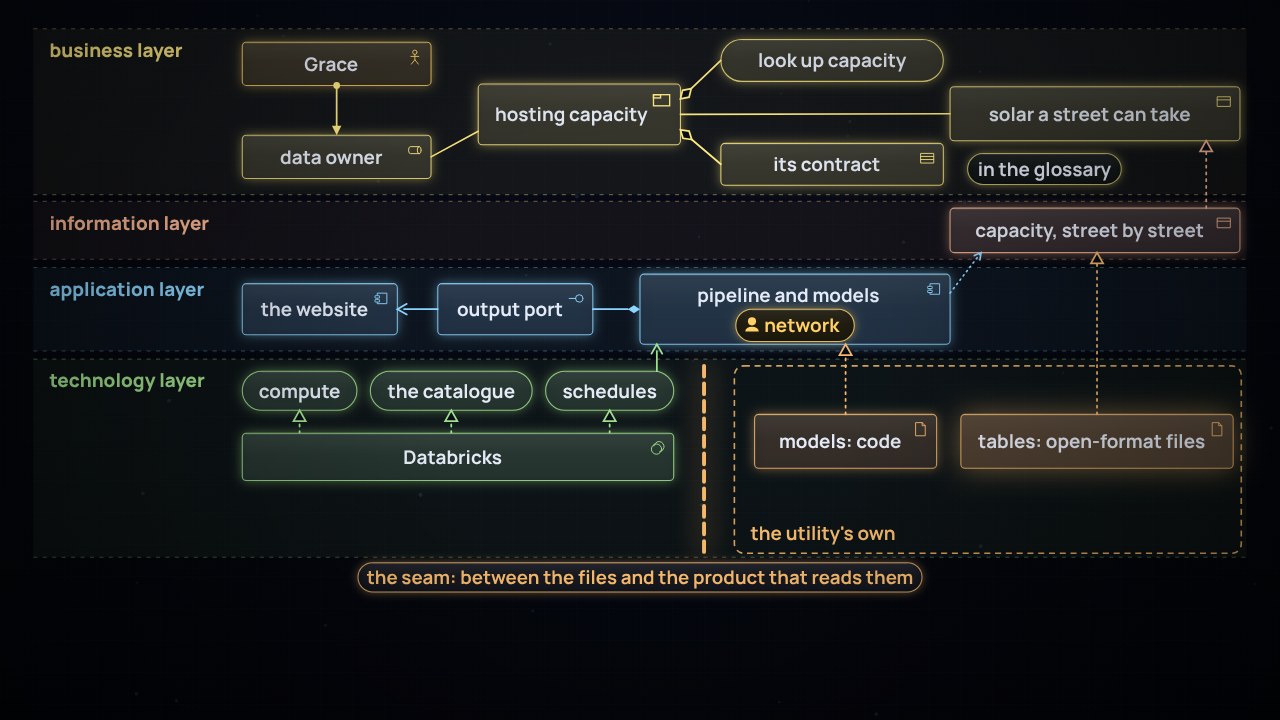 business layer
Grace
look up capacity
hosting capacity
solar a street can take
data owner
its contract
in the glossary
information layer
capacity, street by street
application layer
the website
output port
pipeline and models
network
technology layer
compute
the catalogue
schedules
Databricks
models: code
tables: open-format files
the utility's own
the seam: between the files and the product that reads them